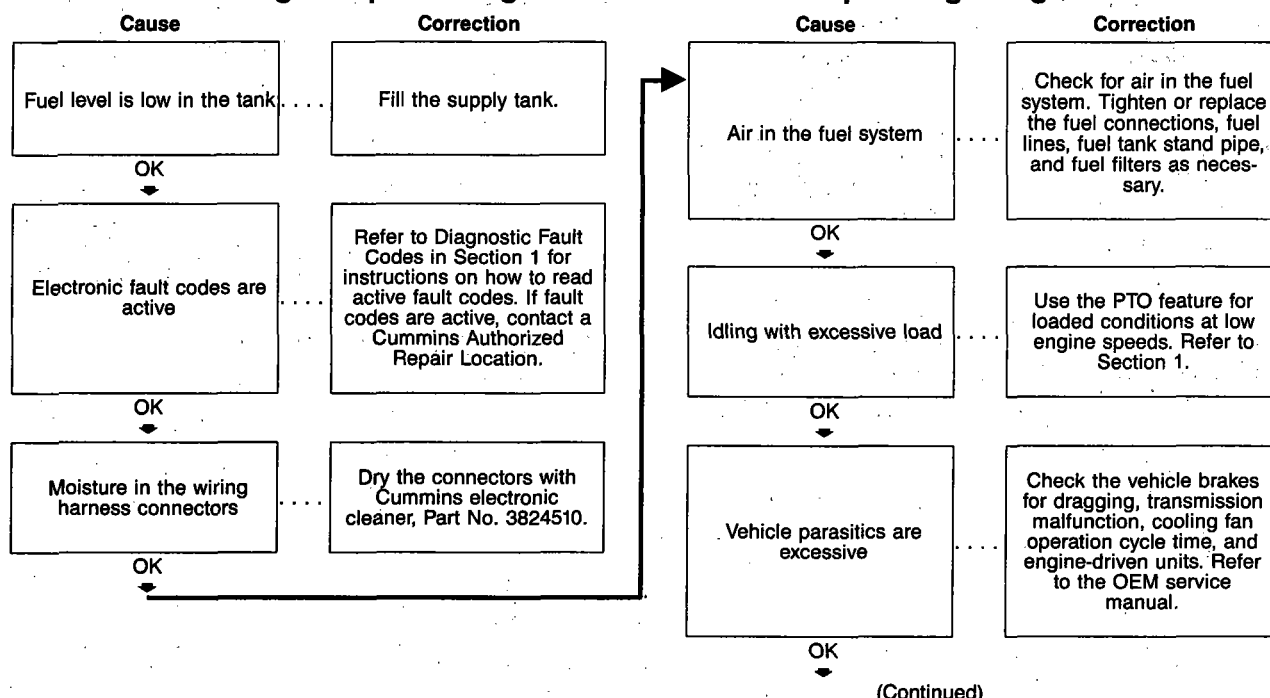 Cause
Correction
Fuel level is low in the tank
Fill the supply tank.
OK
Electronic fault codes are
active
Refer to Diagnostic Fault
Codes in Section 1 for
instructions on how to read
active fault codes. If fault
codes are active, contact a
Cummins Authorized
Repair Location.
OK
Moisture in the wiring
harness connectors
Dry the connectors with
Cummins electronic
cleaner, Part No. 3824510.
OK
Cause
Correction
Air in the fuel system
Check for air in the fuel
system. Tighten or replace
the fuel connections, fuel
lines, fuel tank stand pipe,
and fuel filters as neces-
sary.
OK
Idling with excessive load
Use the PTO feature for
loaded conditions at low
engine speeds. Refer to
Section 1.
OK
Vehicle parasitics are
excessive
Check the vehicle brakes
for dragging, transmission
malfunction, cooling fan
operation cycle time, and
engine-driven units. Refer
to the OEM service
manual.
OK
(Continued)